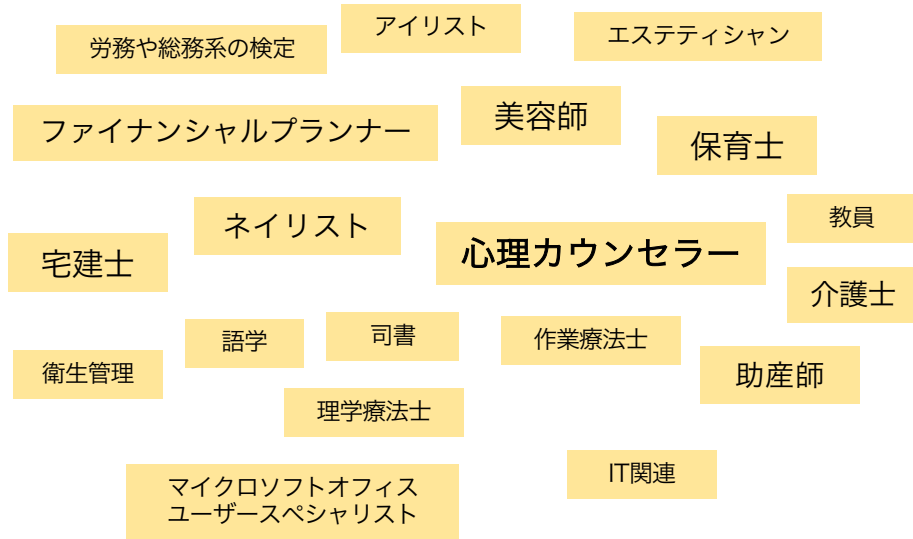 アイリスト
エステティシャン
労務や総務系の検定
ファイナンシャルプランナー
美容師
保育士
ネイリスト
教員
宅建士
心理カウンセラー
介護士
語学
司書
作業療法士
衛生管理
助産師
理学療法士
IT関連
マイクロソフトオフィス
ユーザースペシャリスト